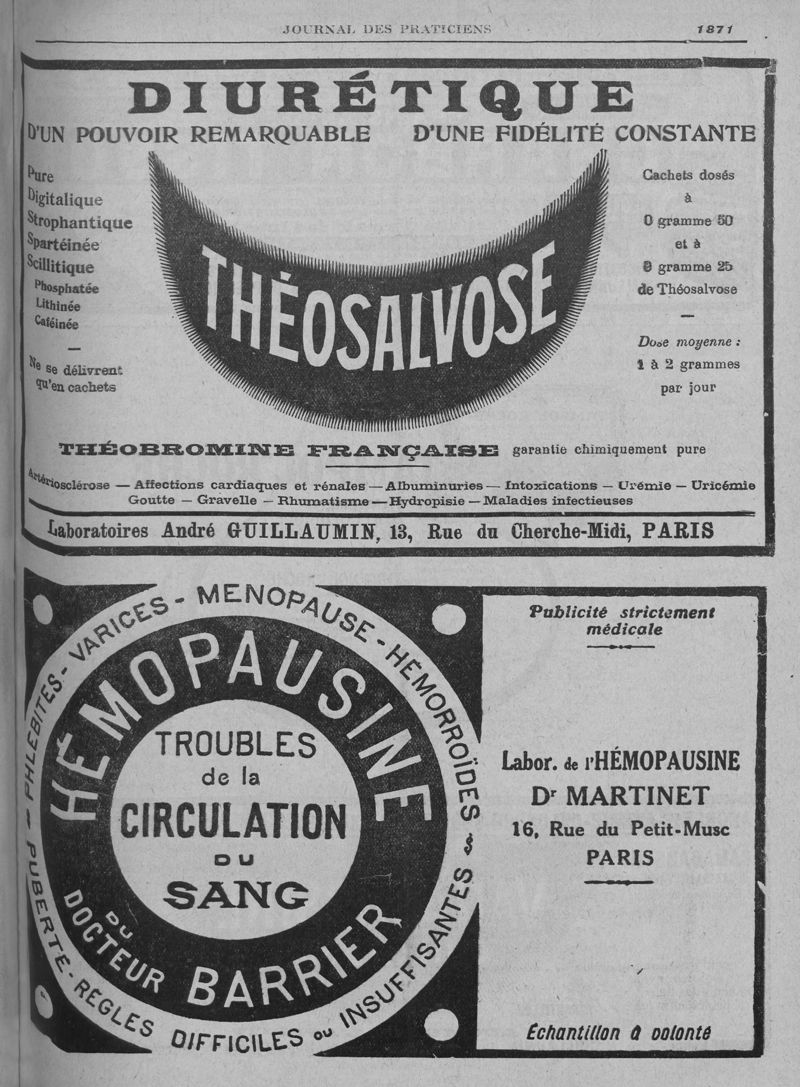 JOURNAL DES PRATICIENS 1871
DIURÉTIQUE
D'UN POUVOIR REMARQUABLE D'UNE FIDÉLITÉ CONSTANTE
Pure
Digitalique
Strophantique
Spartéinée
Scillitique
Phosphatée
Lithinée
Caféinée
Ne se délivrent
qu'en cachets
THÉOSALVOSE
Cachets dosés
à
0 gramme 50
et à
0 gramme 25
de Théosalvose
Dose moyenne :
1 à 2 grammes
par jour
THÉOBROMINE FRANÇAISE garantie chimiquement pure
Artériosclérose — Affections cardiaques et rénales — Albuminuries — Intoxications — Urémie — Uricémie
Goutte — Gravelle — Rhumatisme — Hydropisie — Maladies infectieuses
Laboratoires André GUILLAUMIN, 13, Rue du Cherche-Midi, PARIS
PHLÉBITES - VARICES - MENOPAUSE - HÉMORROÏDES -
HÉMOPAUSINE
TROUBLES
de la
CIRCULATION
DU
SANG
DU
DOCTEUR BARRIER
PUBERTÉ - RÈGLES DIFFICILES ou INSUFFISANTES
Publicité strictement
médicale
Labor. de l'HÉMOPAUSINE
Dr MARTINET
16, Rue du Petit-Musc
PARIS
Échantillon à volonté